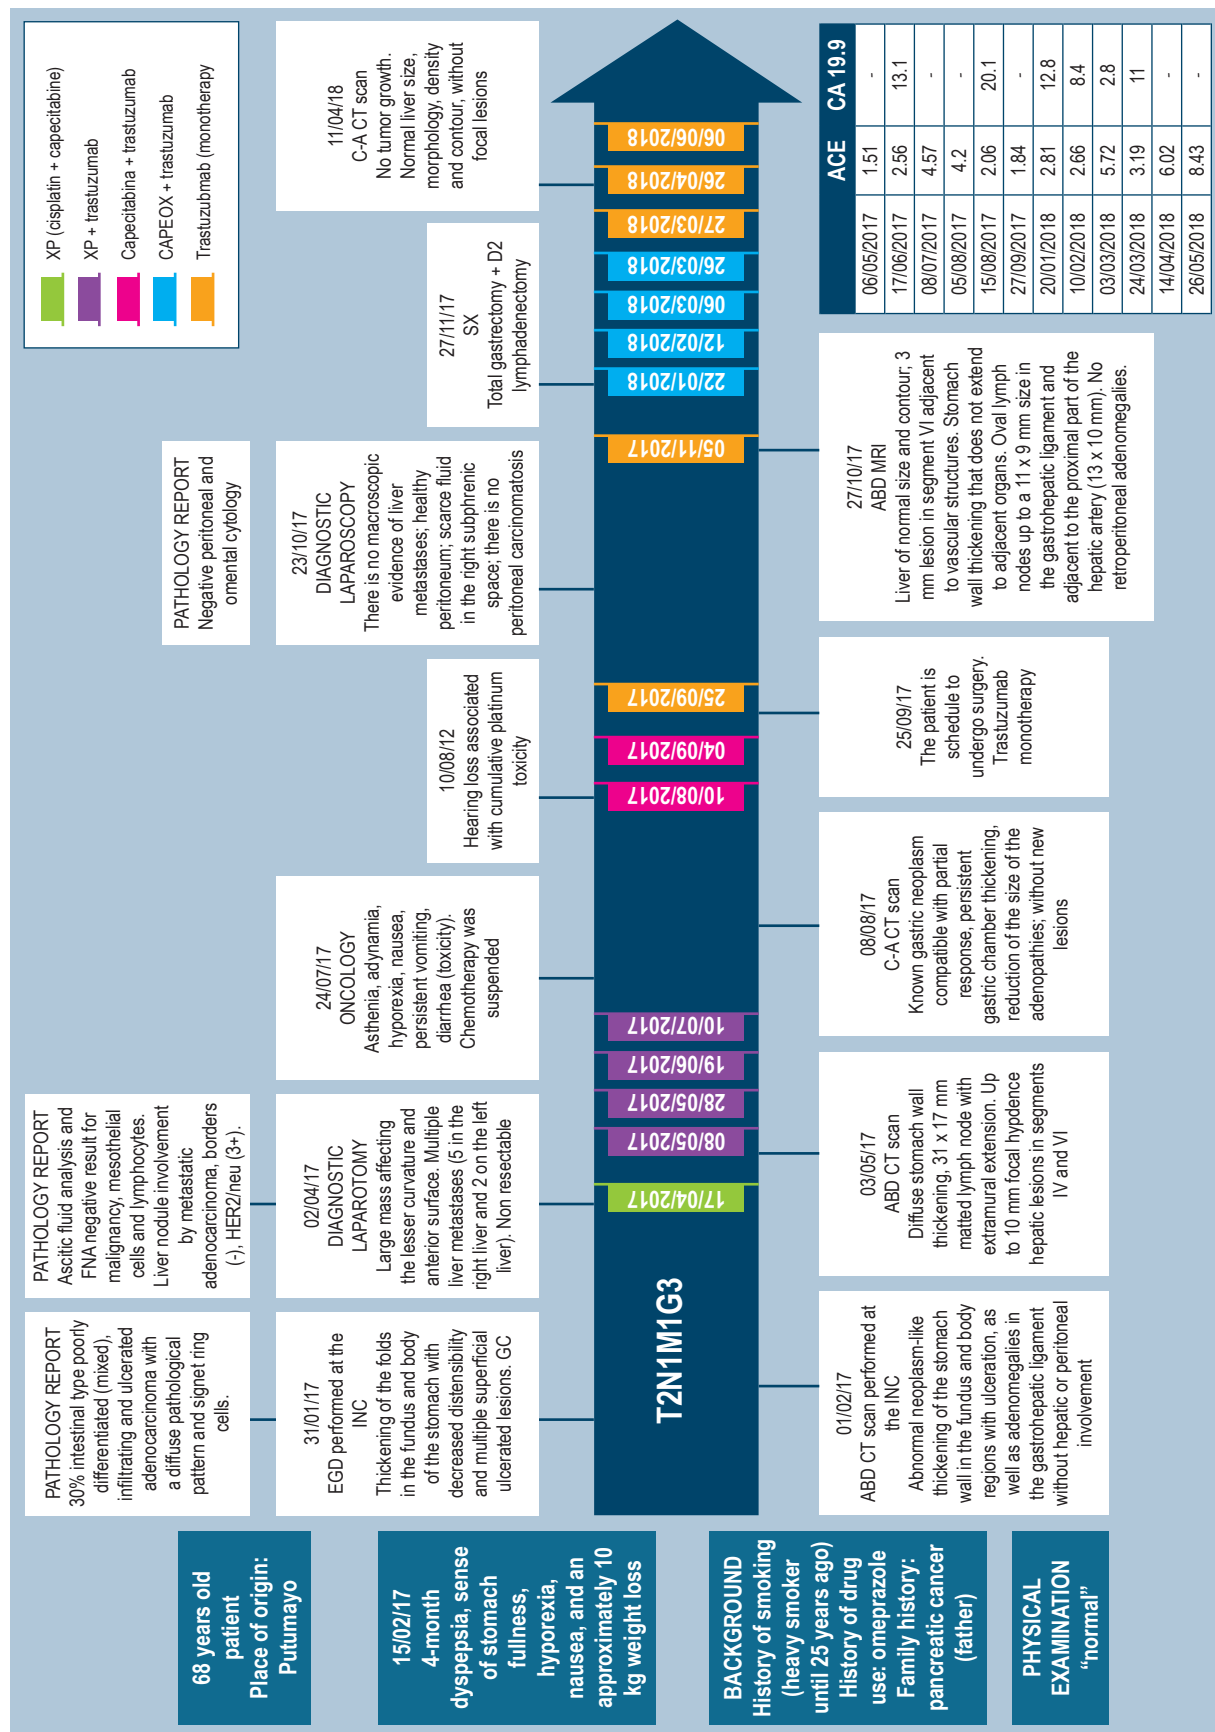 68 years old
patient
Place of origin:
Putumayo
15/02/17
4-month
dyspepsia, sense
of stomach
fullness,
hyporexia,
nausea, and an
approximately 10
kg weight loss
BACKGROUND
History of smoking
(heavy smoker
until 25 years ago)
History of drug
use: omeprazole
Family history:
pancreatic cancer
(father)
PHYSICAL
EXAMINATION
“normal”
PATHOLOGY REPORT
30% intestinal type poorly
differentiated (mixed),
infiltrating and ulcerated
adenocarcinoma with
a diffuse pathological
pattern and signet ring
cells.
31/01/17
EGD performed at the
INC
Thickening of the folds
in the fundus and body
of the stomach with
decreased distensibility
and multiple superficial
ulcerated lesions. GC
PATHOLOGY REPORT
Ascitic fluid analysis and
FNA negative result for
malignancy, mesothelial
cells and lymphocytes.
Liver nodule involvement
by metastatic
adenocarcinoma, borders
(-), HER2/neu (3+).
02/04/17
DIAGNOSTIC
LAPAROTOMY
Large mass affecting
the lesser curvature and
anterior surface. Multiple
liver metastases (5 in the
right liver and 2 on the left
liver). Non resectable
24/07/17
ONCOLOGY
Asthenia, adynamia,
hyporexia, nausea,
persistent vomiting,
diarrhea (toxicity).
Chemotherapy was
suspended
10/08/12
Hearing loss associated
with cumulative platinum
toxicity
PATHOLOGY REPORT
Negative peritoneal and
omental cytology
23/10/17
DIAGNOSTIC
LAPAROSCOPY
There is no macroscopic
evidence of liver
metastases; healthy
peritoneum; scarce fluid
in the right subphrenic
space; there is no
peritoneal carcinomatosis
27/11/17
SX
Total gastrectomy + D2
lymphadenectomy
11/04/18
C-A CT scan
No tumor growth.
Normal liver size,
morphology, density
and contour, without
focal lesions
XP (cisplatin + capecitabine)
XP + trastuzumab
Capecitabina + trastuzumab
CAPEOX + trastuzumab
Trastuzubmab (monotherapy)
T2N1M1G3
17/04/2017
08/05/2017
28/05/2017
19/06/2017
10/07/2017
10/08/2017
04/09/2017
25/09/2017
05/11/2017
22/01/2018
12/02/2018
06/03/2018
26/03/2018
27/03/2018
26/04/2018
06/06/2018
01/02/17
ABD CT scan performed at
the INC
Abnormal neoplasm-like
thickening of the stomach
wall in the fundus and body
regions with ulceration, as
well as adenomegalies in
the gastrohepatic ligament
without hepatic or peritoneal
involvement
03/05/17
ABD CT scan
Diffuse stomach wall
thickening, 31 x 17 mm
matted lymph node with
extramural extension. Up
to 10 mm focal hypdence
hepatic lesions in segments
IV and VI
08/08/17
C-A CT scan
Known gastric neoplasm
compatible with partial
response, persistent
gastric chamber thickening,
reduction of the size of the
adenopathies; without new
lesions
25/09/17
The patient is
schedule to
undergo surgery.
Trastuzumab
monotherapy
27/10/17
ABD MRI
Liver of normal size and contour; 3
mm lesion in segment VI adjacent
to vascular structures. Stomach
wall thickening that does not extend
to adjacent organs. Oval lymph
nodes up to a 11 x 9 mm size in
the gastrohepatic ligament and
adjacent to the proximal part of the
hepatic artery (13 x 10 mm). No
retroperitoneal adenomegalies.
ACE CA 19.9
06/05/2017 1.51 -
17/06/2017 2.56 13.1
08/07/2017 4.57 -
05/08/2017 4.2 -
15/08/2017 2.06 20.1
27/09/2017 1.84 -
20/01/2018 2.81 12.8
10/02/2018 2.66 8.4
03/03/2018 5.72 2.8
24/03/2018 3.19 11
14/04/2018 6.02 -
26/05/2018 8.43 -